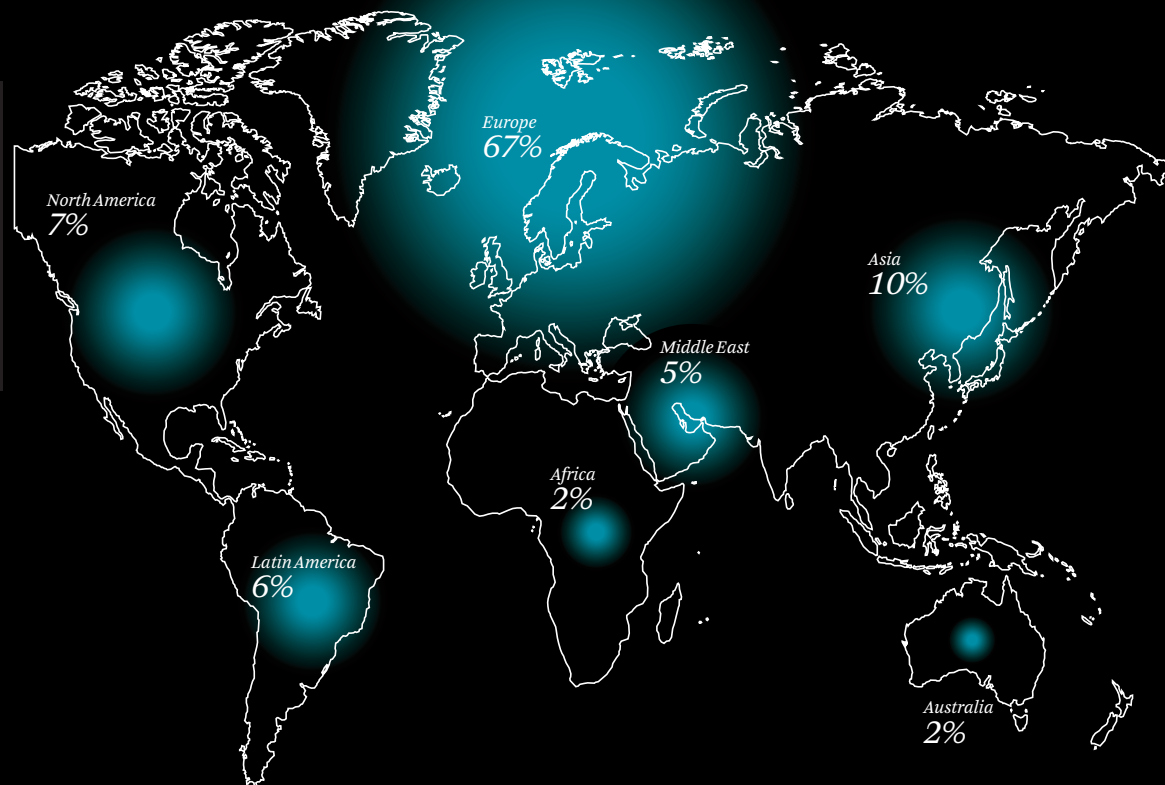 Europe
67%
North America
7%
Asia
10%
Middle East
5%
Africa
2%
Latin America
6%
Australia
2%